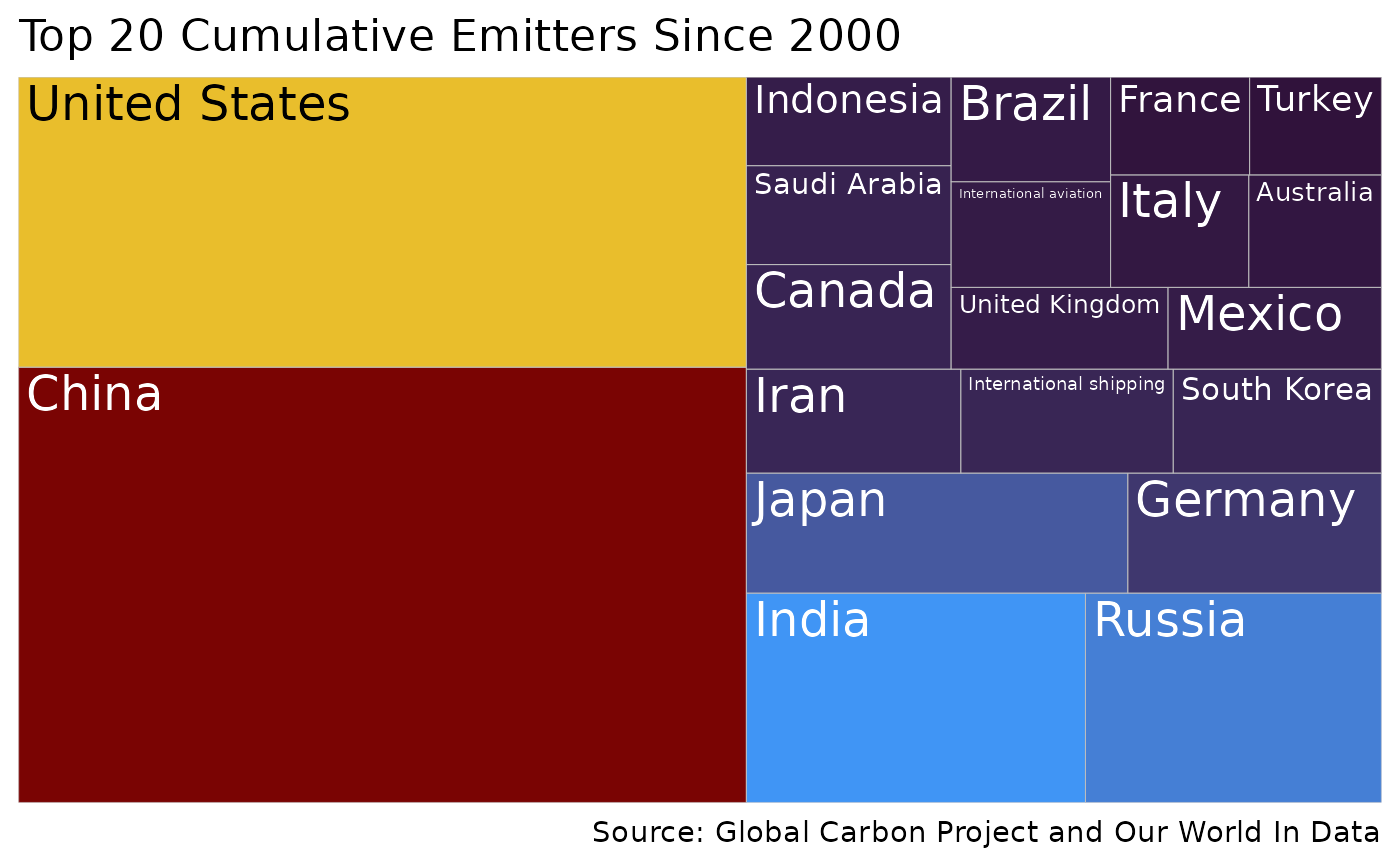 Top 20 Cumulative Emitters Since 2000
United States
China
Indonesia
Saudi Arabia
Canada
Brazil
International aviation
France
Turkey
Italy
Australia
United Kingdom
Mexico
Iran
International shipping
South Korea
Japan
Germany
India
Russia
Source: Global Carbon Project and Our World In Data